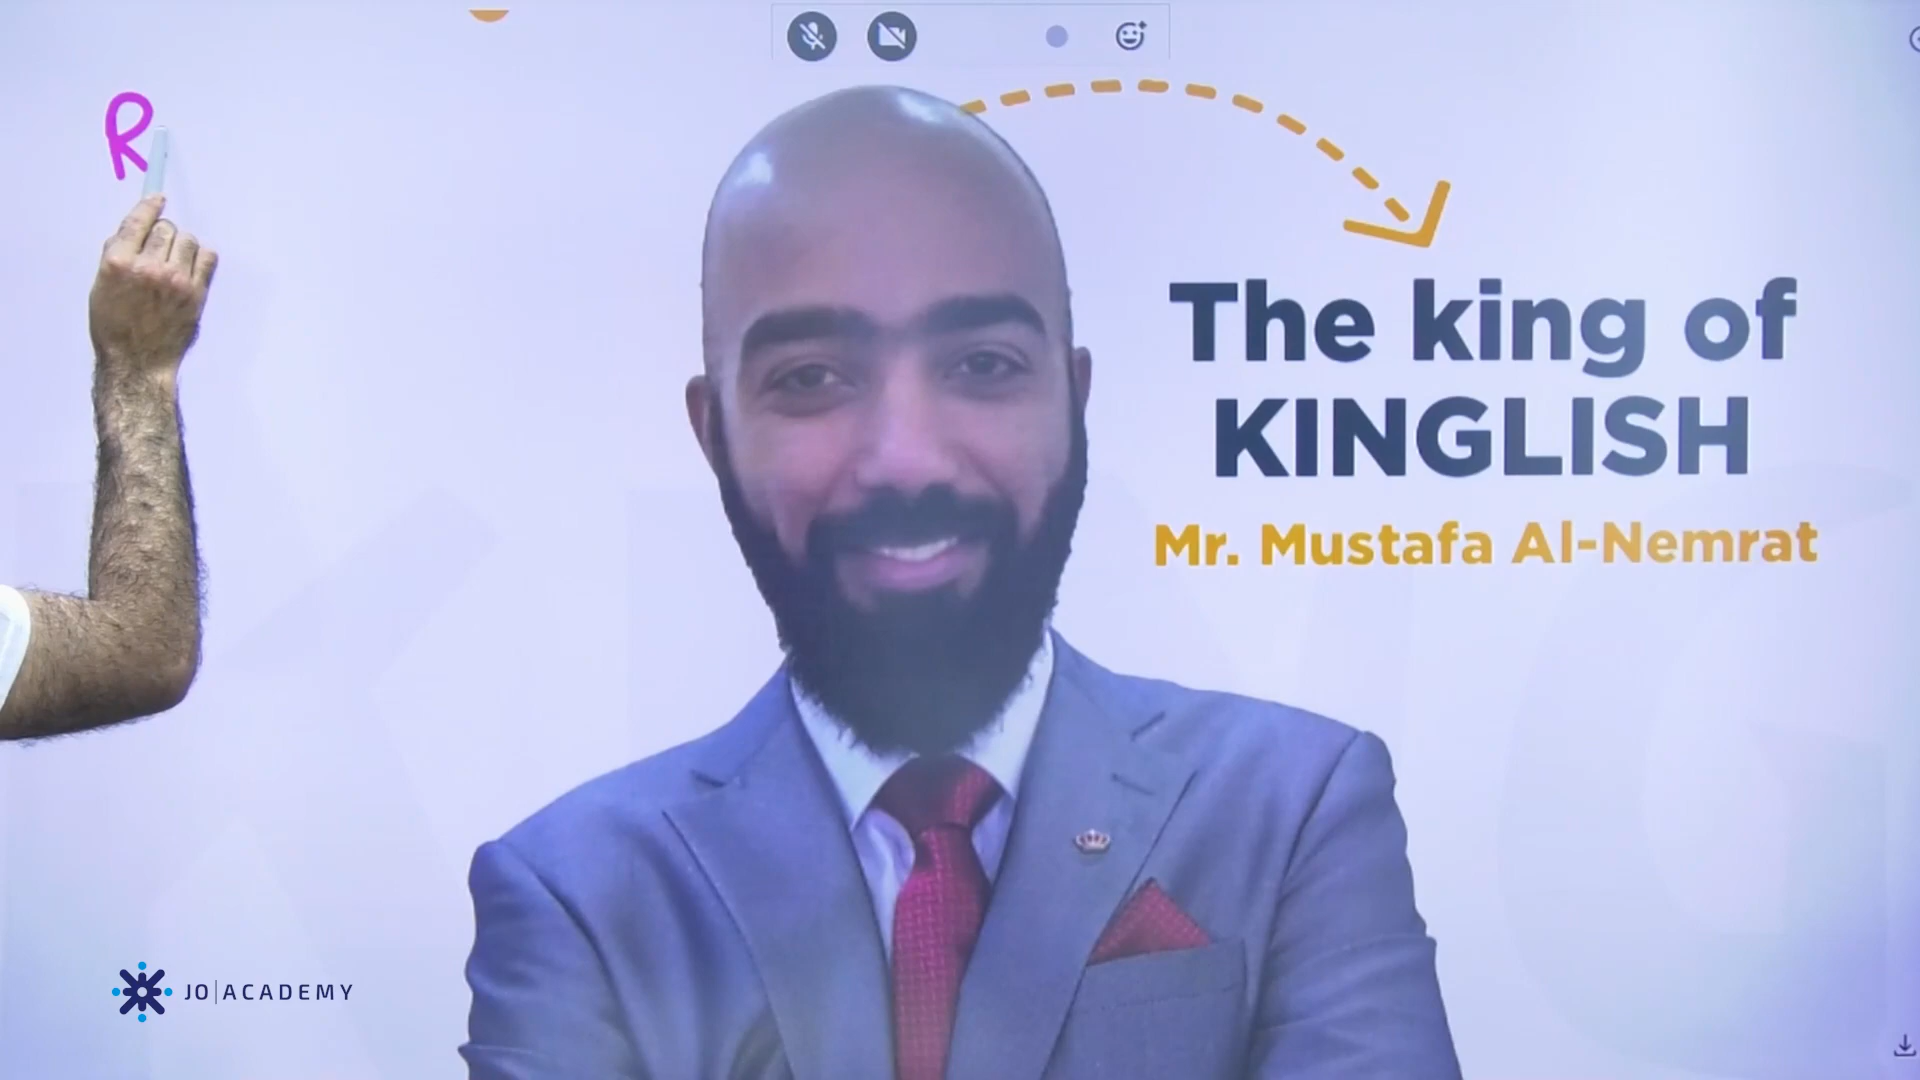 R
The king of
KINGLISH
Mr. Mustafa Al-Nemrat
JO|ACADEMY